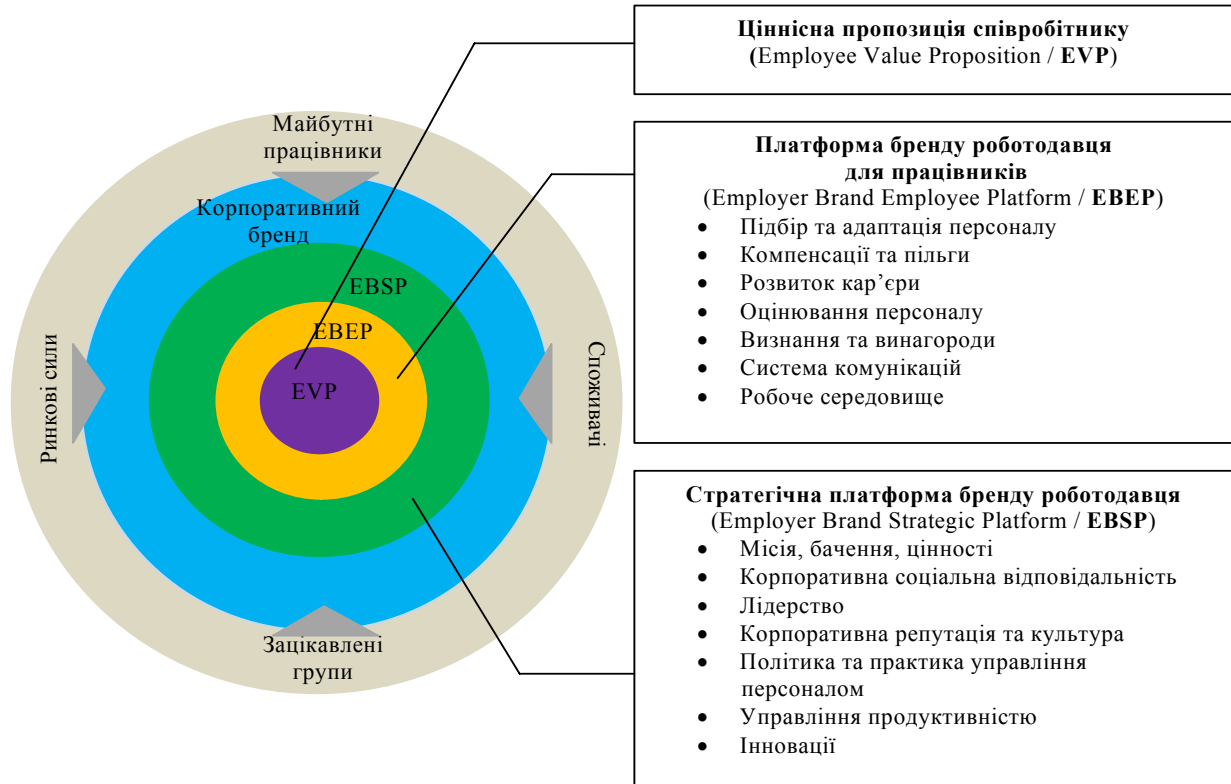 Майбутні
працівники
Корпоративний
бренд
EBSP
EBEP
EVP
Ринкові сили
Споживачі
Зацікавлені
групи
Ціннісна пропозиція співробітнику
(Employee Value Proposition / EVP)
Платформа бренду роботодавця
для працівників
(Employer Brand Employee Platform / EBEP)
• Підбір та адаптація персоналу
• Компенсації та пільги
• Розвиток кар’єри
• Оцінювання персоналу
• Визнання та винагороди
• Система комунікацій
• Робоче середовище
Стратегічна платформа бренду роботодавця
(Employer Brand Strategic Platform / EBSP)
• Місія, бачення, цінності
• Корпоративна соціальна відповідальність
• Лідерство
• Корпоративна репутація та культура
• Політика та практика управління
персоналом
• Управління продуктивністю
• Інновації